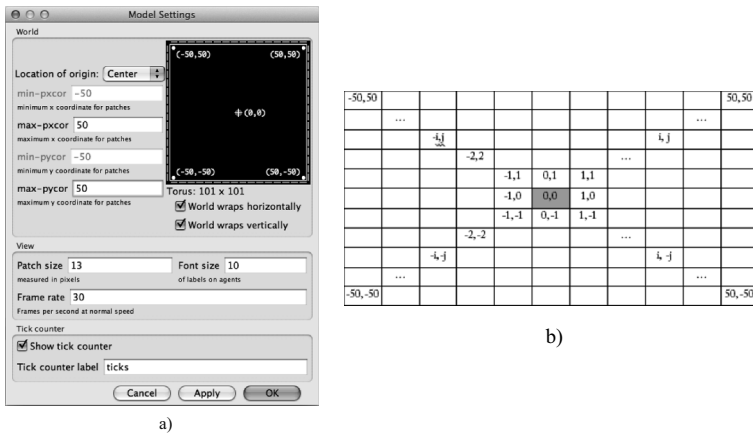 Model Settings
World
(-50,50) (50,50)
Location of origin: Center
min-pxcor -50
minimum x coordinate for patches
(0,0)
max-pxcor 50
maximum x coordinate for patches
min-pycor -50
minimum y coordinate for patches
(-50,-50) (50,-50)
max-pycor 50
maximum y coordinate for patches
Torus: 101 x 101
World wraps horizontally
World wraps vertically
View
Patch size 13 Font size 10
measured in pixels of labels on agents
Frame rate 30
Frames per second at normal speed
Tick counter
Show tick counter
Tick counter label ticks
Cancel Apply OK
a)
-50,50 50,50
... ...
-i,j i, j
-2,2 ...
-1,1 0,1 1,1
-1,0 0,0 1,0
-1,-1 0,-1 1,-1
-2,-2 ...
-i,-j i, -j
... ...
-50,-50 50,-50
b)